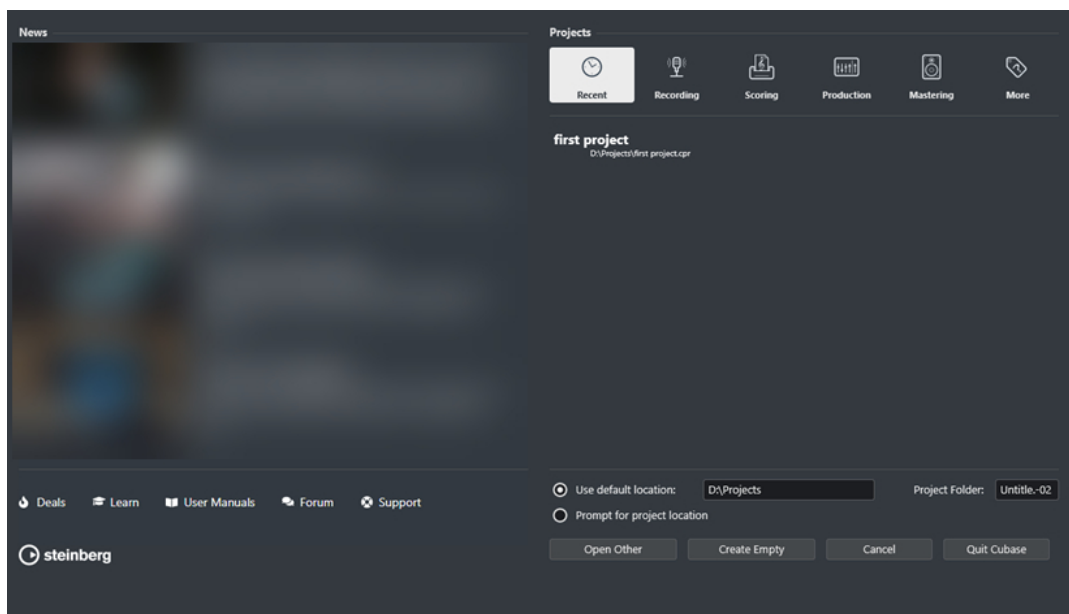 News
Projects
Recent
Recording
Scoring
Production
Mastering
More
first project
D:\Projects\first project.cpr
Use default location:
D:\Projects
Project Folder:
Untitle.-02
Prompt for project location
Open Other
Create Empty
Cancel
Quit Cubase
Deals
Learn
User Manuals
Forum
Support
steinberg